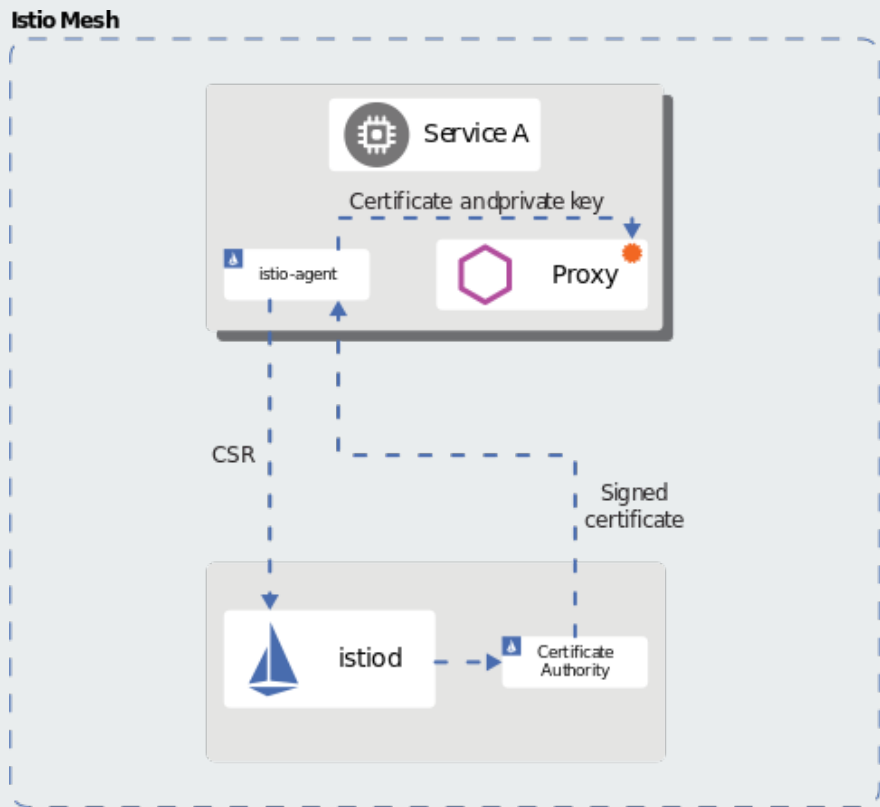 Istio Mesh
Service A
Certificate andprivate key
istio-agent
Proxy
CSR
Signed
certificate
istiod
Certificate
Authority